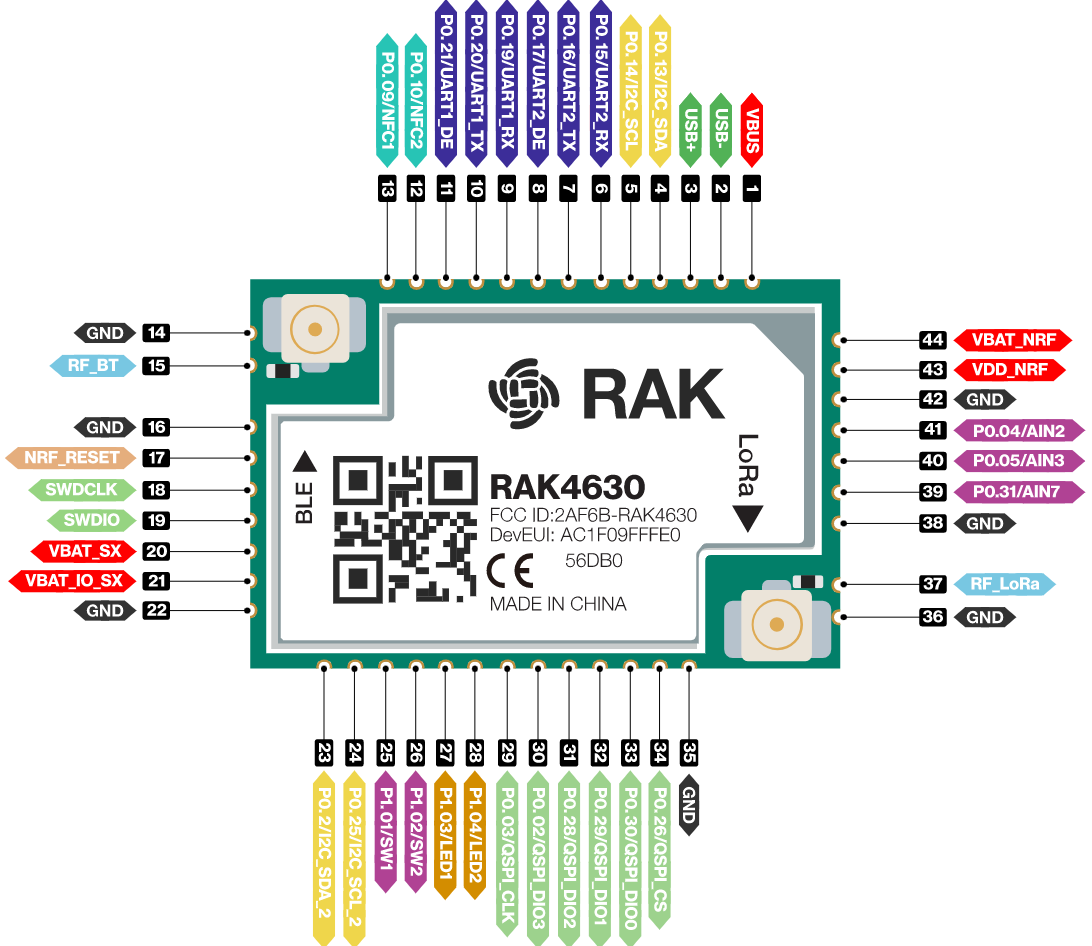 P0.09/NFC1
P0.10/NFC2
P0.21/UART1_DE
P0.20/UART1_TX
P0.19/UART1_RX
P0.17/UART2_DE
P0.16/UART2_TX
P0.15/UART2_RX
P0.14/I2C_SCL
P0.13/I2C_SDA
USB+
USB-
VBUS
13
12
11
10
9
8
7
6
5
4
3
2
1
GND 14
RF_BT 15
GND 16
NRF_RESET 17
SWDCLK 18
SWDIO 19
VBAT_SX 20
VBAT_IO_SX 21
GND 22
RAK
BLE
LoRa
RAK4630
FCC ID:2AF6B-RAK4630
DevEUI: AC1F09FFFE0
56DB0
CE
MADE IN CHINA
44 VBAT_NRF
43 VDD_NRF
42 GND
41 P0.04/AIN2
40 P0.05/AIN3
39 P0.31/AIN7
38 GND
37 RF_LoRa
36 GND
23
24
25
26
27
28
29
30
31
32
33
34
35
P0.2/I2C_SDA_2
P0.25/I2C_SCL_2
P1.01/SW1
P1.02/SW2
P1.03/LED1
P1.04/LED2
P0.03/QSPI_CLK
P0.02/QSPI_DIO3
P0.28/QSPI_DIO2
P0.29/QSPI_DIO1
P0.30/QSPI_DIO0
P0.26/QSPI_CS
GND